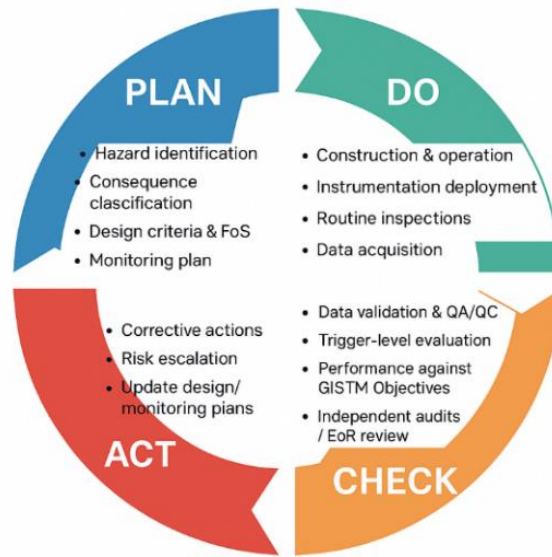 PLAN
• Hazard identification
• Consequence
clascification
• Design criteria & FoS
• Monitoring plan
DO
• Construction & operation
• Instrumentation deployment
• Routine inspections
• Data acquisition
• Corrective actions
• Risk escalation
• Update design/
monitoring plans
ACT
• Data validation & QA/QC
• Trigger-level evaluation
• Performance against
GISTM Objectives
• Independent audits
/ EoR review
CHECK